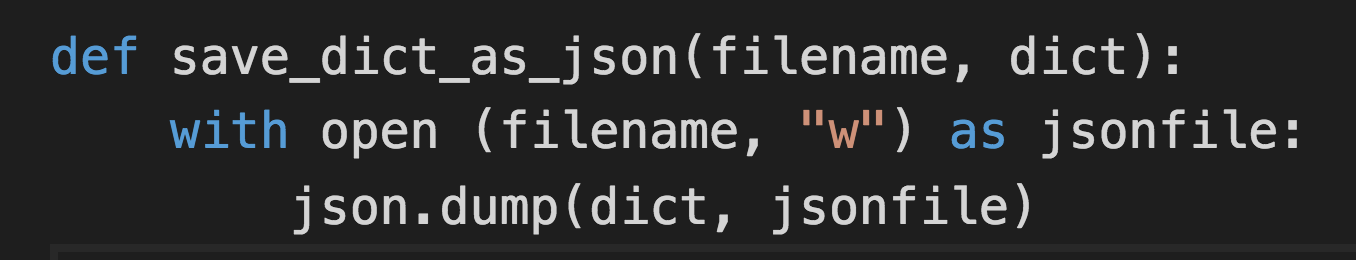 def save_dict_as_json(filename, dict):
    with open (filename, "w") as jsonfile:
        json.dump(dict, jsonfile)